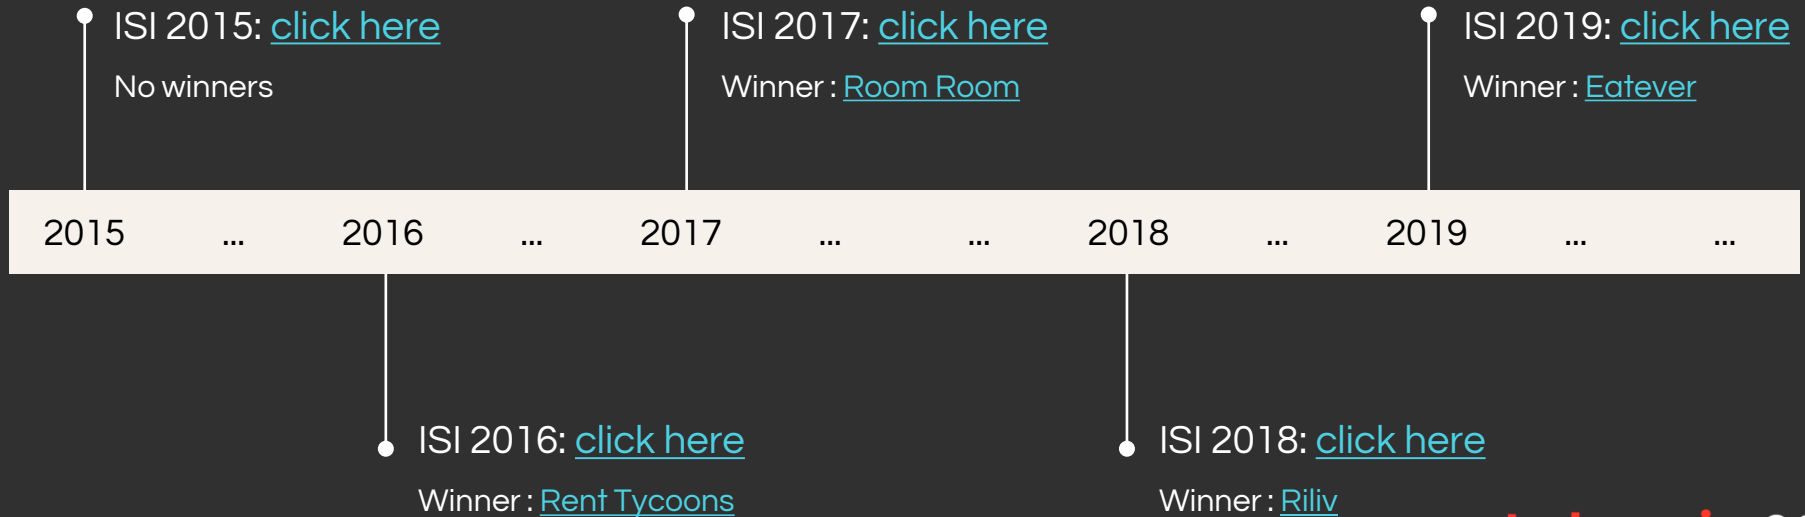 ISI 2015: click here
No winners
ISI 2017: click here
Winner : Room Room
ISI 2019: click here
Winner : Eatever
2015 ... 2016 ... 2017 ... ... 2018 ... 2019 ... ...
ISI 2016: click here
Winner : Rent Tycoons
ISI 2018: click here
Winner : Riliv